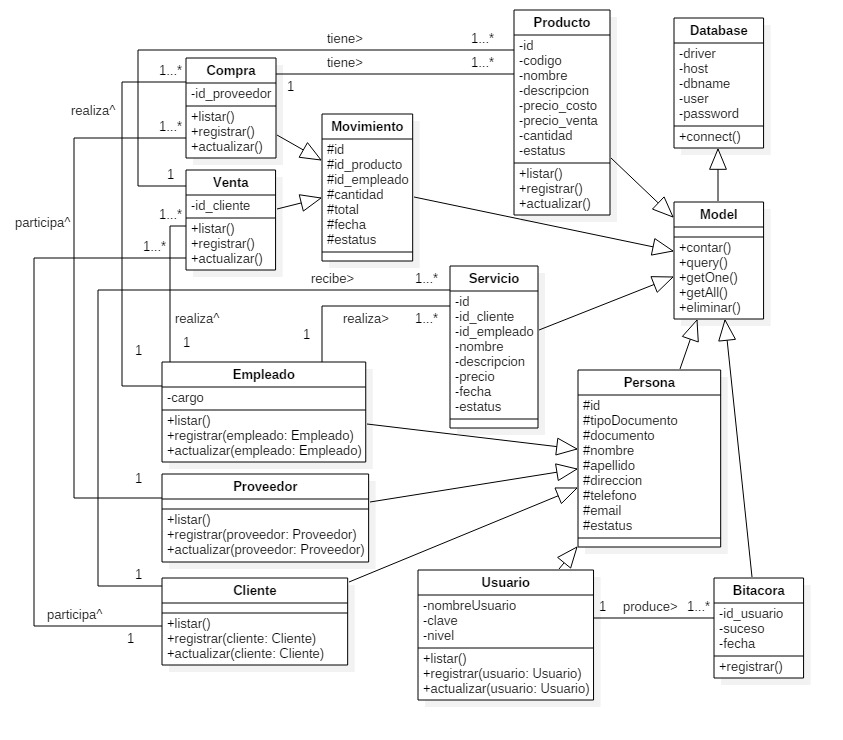 Producto
-id
-codigo
-nombre
-descripcion
-precio_costo
-precio_venta
-cantidad
-estatus
+listar()
+registrar()
+actualizar()
Database
-driver
-host
-dbname
-user
-password
+connect()
tiene>
1...*
tiene>
1...*
1
Compra
-id_proveedor
+listar()
+registrar()
+actualizar()
1...*
realiza^
1...*
1
Movimiento
#id
#id_producto
#id_empleado
#cantidad
#total
#fecha
#estatus
Venta
-id_cliente
+listar()
+registrar()
+actualizar()
1...*
participa^
1...*
Model
+contar()
+query()
+getOne()
+getAll()
+eliminar()
recibe>
1...*
Servicio
-id
-id_cliente
-id_empleado
-nombre
-descripcion
-precio
-fecha
-estatus
realiza^
1
1
realiza>
1...*
1
Empleado
-cargo
+listar()
+registrar(empleado: Empleado)
+actualizar(empleado: Empleado)
Persona
#id
#tipoDocumento
#documento
#nombre
#apellido
#direccion
#telefono
#email
#estatus
1
Proveedor
+listar()
+registrar(proveedor: Proveedor)
+actualizar(proveedor: Proveedor)
1
Cliente
+listar()
+registrar(cliente: Cliente)
+actualizar(cliente: Cliente)
participa^
1
Usuario
-nombreUsuario
-clave
-nivel
+listar()
+registrar(usuario: Usuario)
+actualizar(usuario: Usuario)
1
produce>
1...*
Bitacora
-id_usuario
-suceso
-fecha
+registrar()